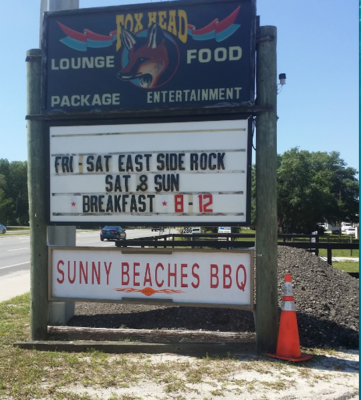 FOX HEAD
LOUNGE FOOD
PACKAGE ENTERTAINMENT
FRI - SAT EAST SIDE ROCK
SAT & SUN
* BREAKFAST * 8-12
SUNNY BEACHES BBQ